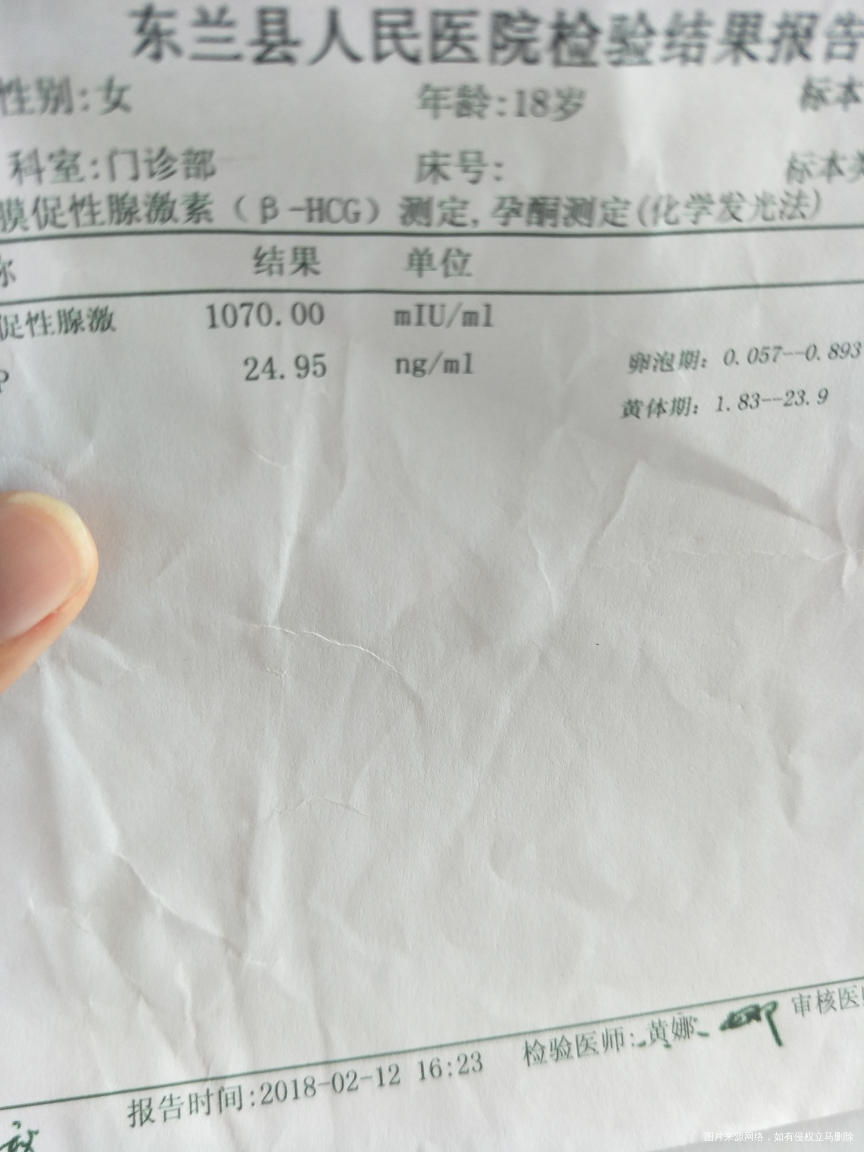 东兰县人民医院检验结果报告
性别:女 年龄:18岁 标本
科室:门诊部 床号: 标本类
膜促性腺激素（β-HCG）测定,孕酮测定(化学发光法)
称 结果 单位
促性腺激 1070.00 mIU/ml
P 24.95 ng/ml 卵泡期: 0.057--0.893
黄体期: 1.83--23.9
检验医师: 黄娜 审核医师
报告时间:2018-02-12 16:23
图片来源网络，如有侵权立马删除